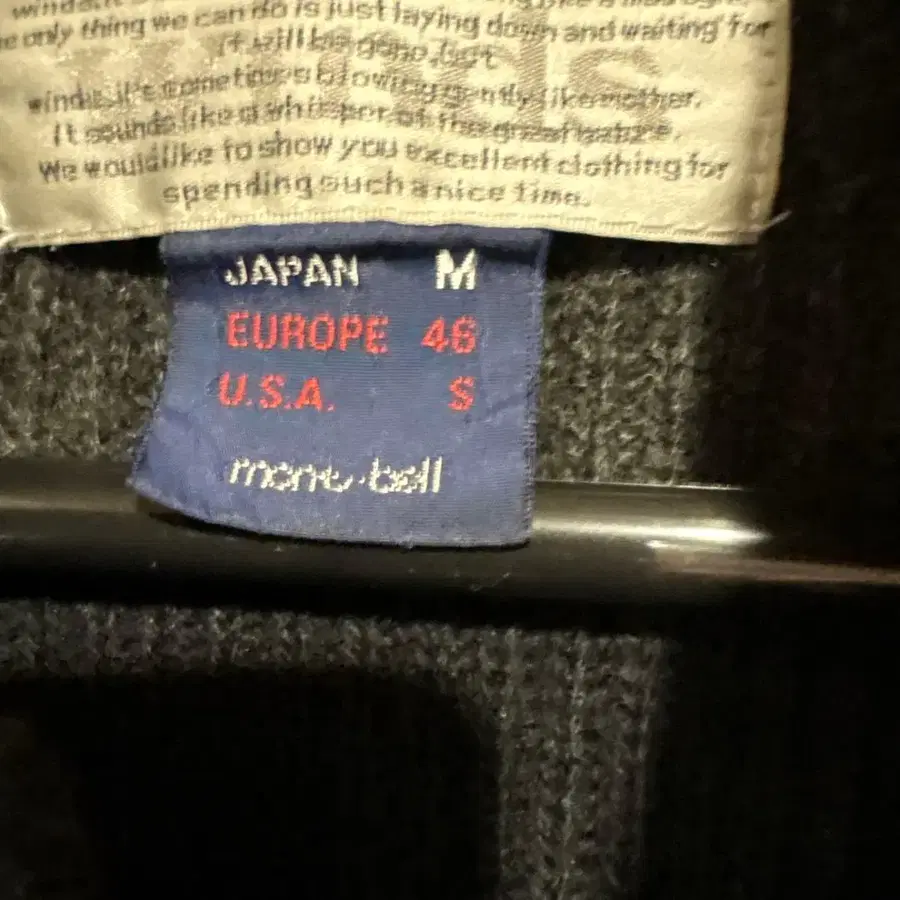 e only thing we can do is just laying down and waiting for
it will be gone, but
winds, it's sometimes blowing gently like mother.
It sounds like a whisper of the great nature.
We would like to show you excellent clothing for
spending such a nice time.
JAPAN M
EUROPE 46
U.S.A. S
mont-bell